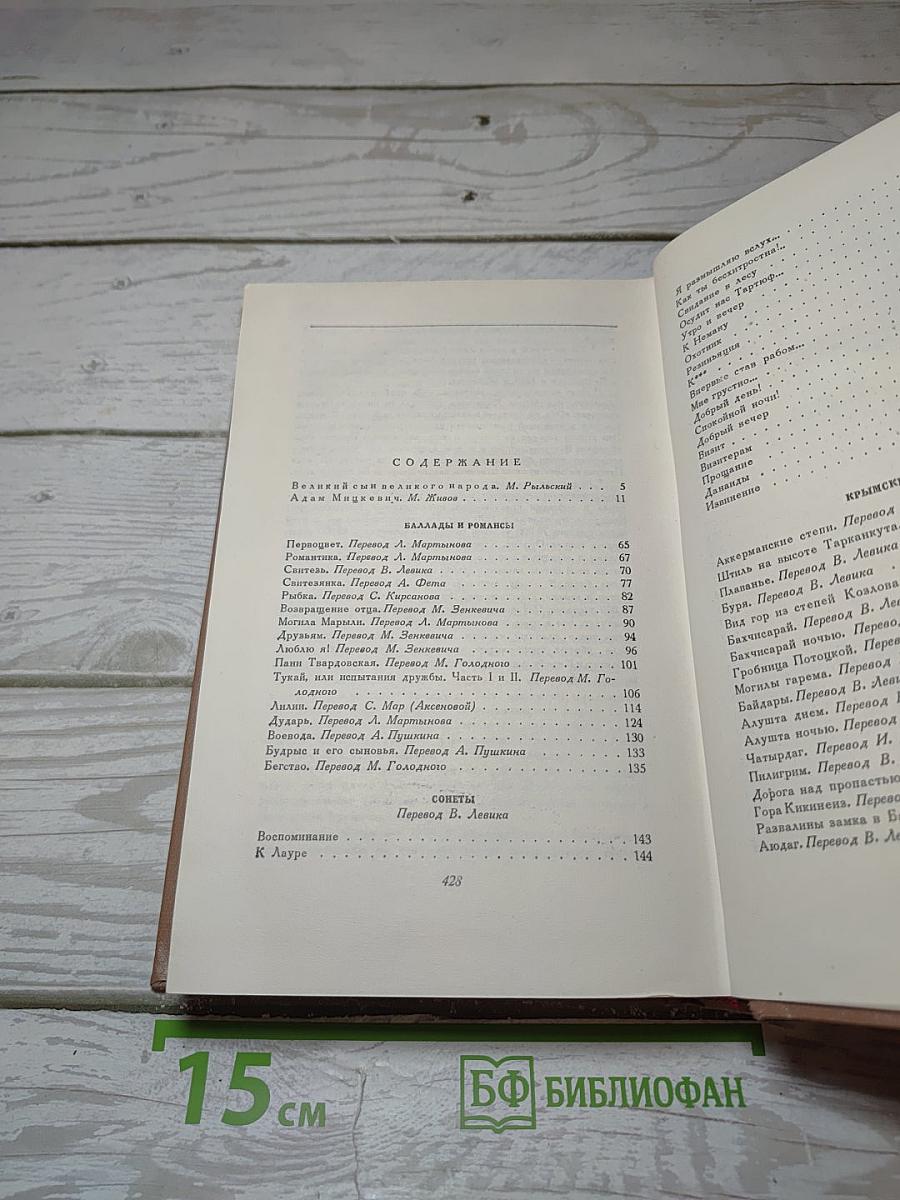 СОДЕРЖАНИЕ
Великий сын великого народа. М. Рыльский . . . 5
Адам Мицкевич. М. Живов . . . . . . . . . . . . 11
БАЛЛАДЫ И РОМАНСЫ
Первоцвет. Перевод Л. Мартынова . . . . . . . . . . 65
Романтика. Перевод Л. Мартынова . . . . . . . . . . 67
Свитезь. Перевод В. Левика . . . . . . . . . . . . 70
Свитезянка. Перевод А. Фета . . . . . . . . . . . . 77
Рыбка. Перевод С. Кирсанова . . . . . . . . . . . . 82
Возвращение отца. Перевод М. Зенкевича . . . . . . . 87
Могила Марыли. Перевод Л. Мартынова . . . . . . . . 90
Друзьям. Перевод М. Зенкевича . . . . . . . . . . . 94
Люблю я! Перевод М. Зенкевича . . . . . . . . . . . 96
Пани Твардовская. Перевод М. Голодного . . . . . . . 101
Тукай, или испытания дружбы. Часть I и II. Перевод М. Го-
лодного . . . . . . . . . . . . . . . . . . 106
Лилии. Перевод С. Мар (Аксеновой) . . . . . . . . . 114
Дударь. Перевод Л. Мартынова . . . . . . . . . . . 124
Воевода. Перевод А. Пушкина . . . . . . . . . . . . 130
Будрыс и его сыновья. Перевод А. Пушкина . . . . . . 133
Бегство. Перевод М. Голодного . . . . . . . . . . . 135
СОНЕТЫ
Перевод В. Левика
Воспоминание . . . . . . . . . . . . . . . . . 143
К Лауре . . . . . . . . . . . . . . . . . . . 144
428
Я размышляю вслух...
Как ты бесхитростна!..
Свидание в лесу
Осудит нас Тартюф...
Утро и вечер
К Неману
Охотник
Резиньяция
К***
Впервые став рабом...
Мне грустно...
Добрый день!
Спокойной ночи!
Добрый вечер
Визит
Визитерам
Прощание
Данаиды
Извинение
Аккерманские степи. Перевод
Штиль на высоте Тарканкута.
Плаванье. Перевод В. Левика
Буря. Перевод В. Левика
Вид гор из степей Козлова
Бахчисарай. Перевод В.
Бахчисарай ночью.
Гробница Потоцкой.
Могилы гарема. Перевод
Байдары. Перевод В.
Алушта днем. Перевод
Алушта ночью. Перевод
Чатырдаг. Перевод И.
Пилигрим. Перевод В.
Дорога над пропастью
Гора Кикинеиз.
Развалины замка в
Аюдаг. Перевод В.
15 см
БФ БИБЛИОФАН